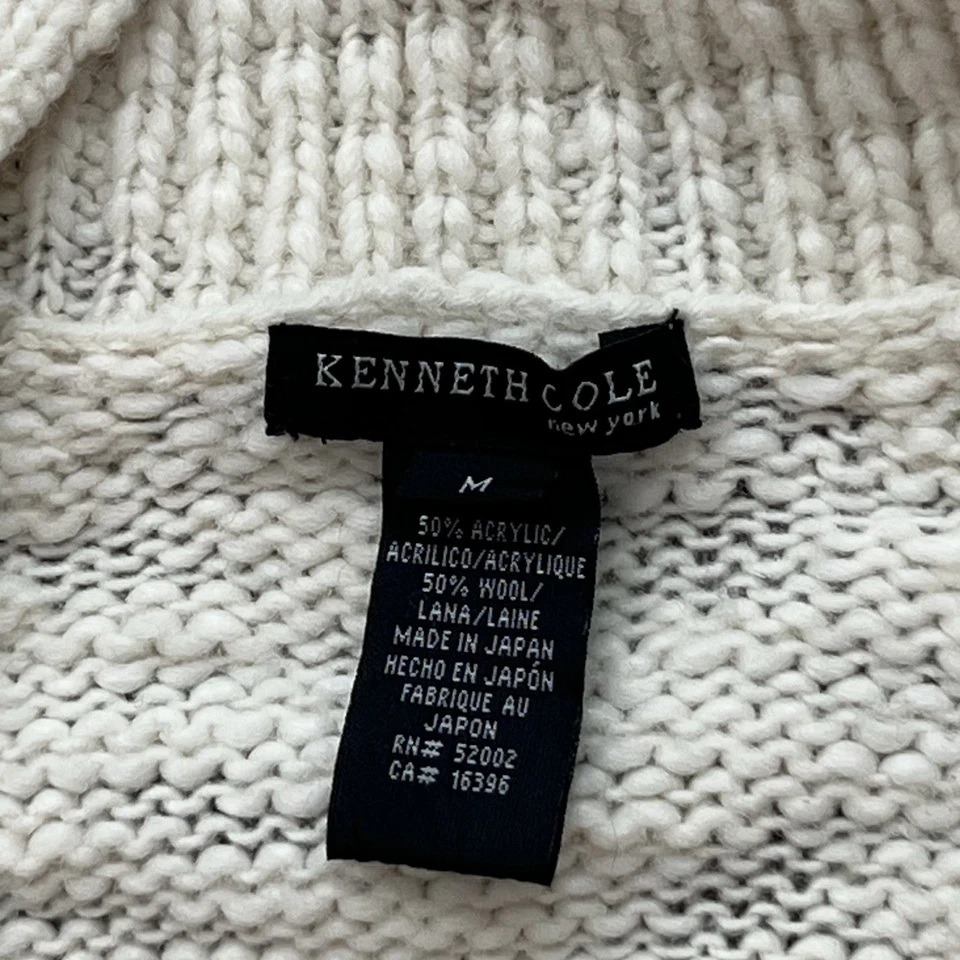 KENNETH COLE
new york
M
50% ACRYLIC/
ACRILICO/ACRYLIQUE
50% WOOL/
LANA/LAINE
MADE IN JAPAN
HECHO EN JAPÓN
FABRIQUE AU
JAPON
RN# 52002
CA# 16396